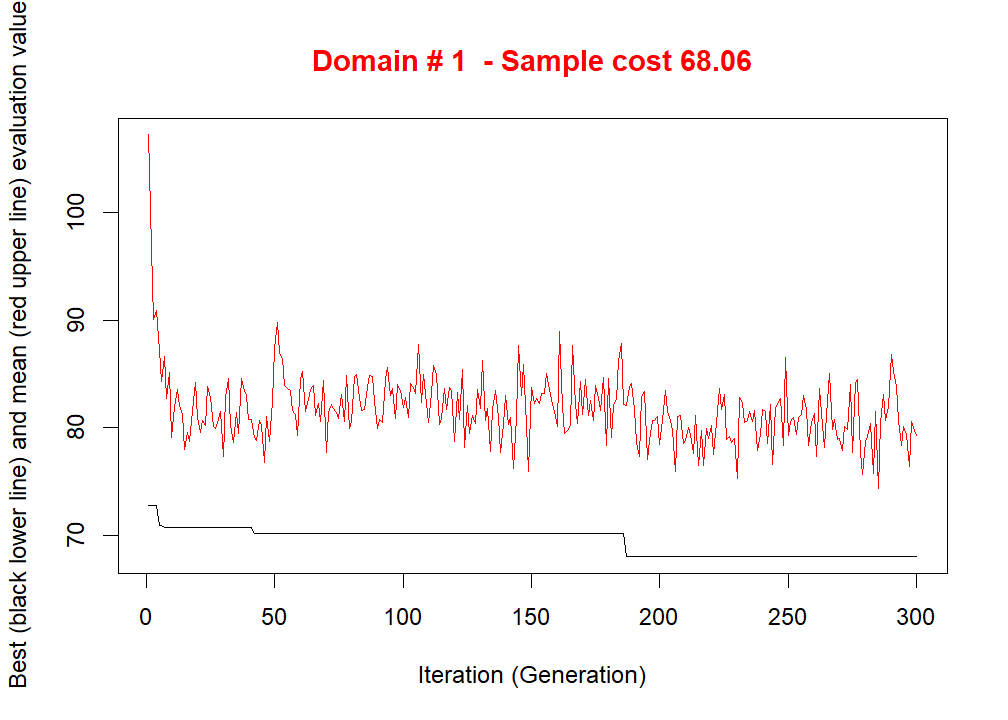 Domain # 1  - Sample cost 68.06
Best (black lower line) and mean (red upper line) evaluation value
100
90
80
70
0 50 100 150 200 250 300
Iteration (Generation)